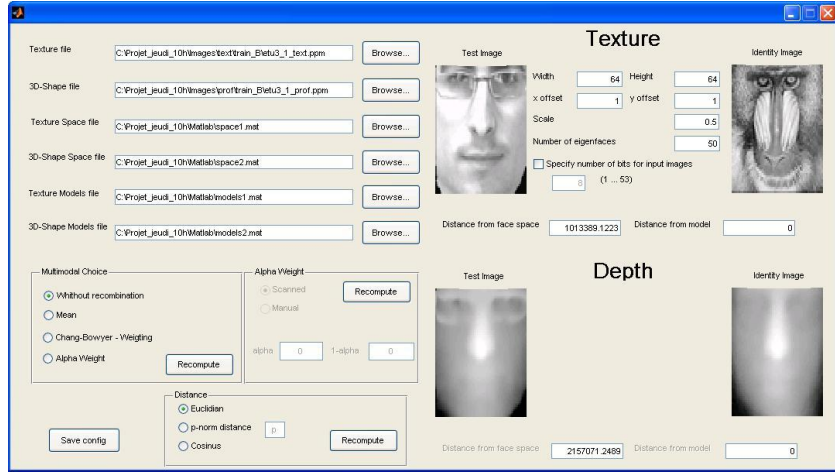 Texture file
C:\Projet_jeudi_10h\Images\text\train_B\etu3_1_text.ppm
Browse...
3D-Shape file
C:\Projet_jeudi_10h\Images\prof\train_B\etu3_1_prof.ppm
Browse...
Texture Space file
C:\Projet_jeudi_10h\Matlab\space1.mat
Browse...
3D-Shape Space file
C:\Projet_jeudi_10h\Matlab\space2.mat
Browse...
Texture Models file
C:\Projet_jeudi_10h\Matlab\models1.mat
Browse...
3D-Shape Models file
C:\Projet_jeudi_10h\Matlab\models2.mat
Browse...
Multimodal Choice
Whithout recombination
Mean
Chang-Bowyer - Weigting
Alpha Weight
Recompute
Alpha Weight
Scanned
Manual
Recompute
alpha 0 1-alpha 0
Distance
Euclidian
p-norm distance p
Cosinus
Recompute
Save config
Texture
Test Image
Identity Image
Width 64 Height 64
x offset 1 y offset 1
Scale 0.5
Number of eigenfaces 50
Specify number of bits for input images
8 (1 ... 53)
Distance from face space 1013389.1223 Distance from model 0
Depth
Test Image
Identity Image
Distance from face space 2157071.2489 Distance from model 0